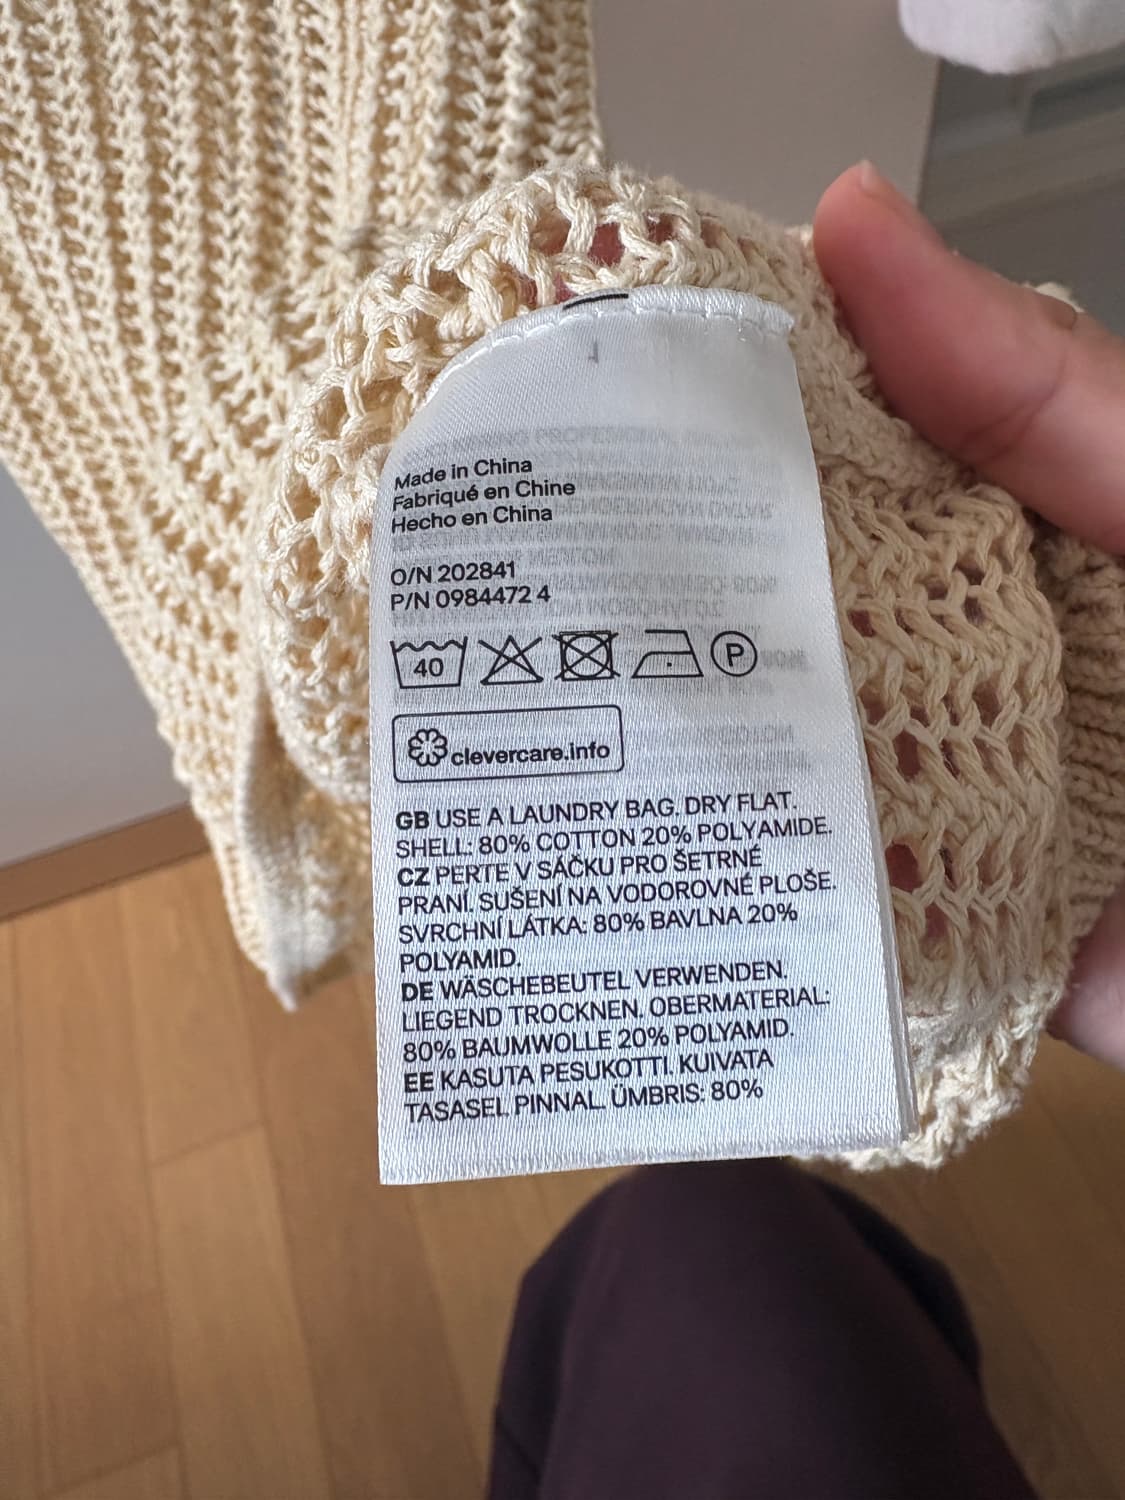 Made in China
Fabriqué en Chine
Hecho en China
O/N 202841
P/N 0984472 4
40
P
clevercare.info
GB USE A LAUNDRY BAG. DRY FLAT.
SHELL: 80% COTTON 20% POLYAMIDE.
CZ PERTE V SÁČKU PRO ŠETRNÉ
PRANÍ. SUŠENÍ NA VODOROVNÉ PLOŠE.
SVRCHNÍ LÁTKA: 80% BAVLNA 20%
POLYAMID.
DE WÄSCHEBEUTEL VERWENDEN.
LIEGEND TROCKNEN. OBERMATERIAL:
80% BAUMWOLLE 20% POLYAMID.
EE KASUTA PESUKOTTI. KUIVATA
TASASEL PINNAL. ÜMBRIS: 80%